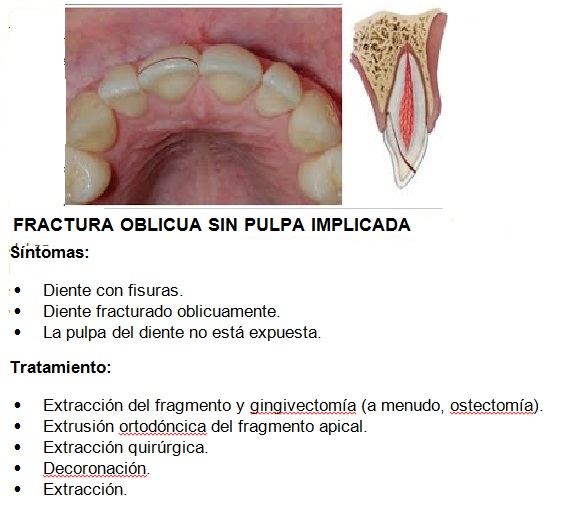 FRACTURA OBLICUA SIN PULPA IMPLICADA
Síntomas:
• Diente con fisuras.
• Diente fracturado oblicuamente.
• La pulpa del diente no está expuesta.
Tratamiento:
• Extracción del fragmento y gingivectomía (a menudo, ostectomía).
• Extrusión ortodóncica del fragmento apical.
• Extracción quirúrgica.
• Decoronación.
• Extracción.